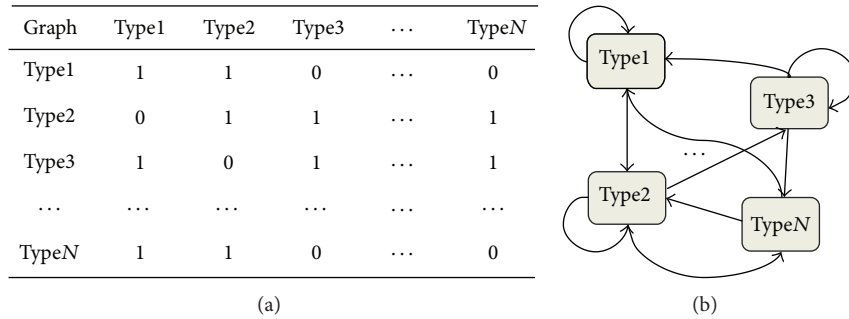 Graph Type1 Type2 Type3 ... TypeN
Type1 1 1 0 ... 0
Type2 0 1 1 ... 1
Type3 1 0 1 ... 1
... ... ... ... ... ...
TypeN 1 1 0 ... 0
(a)
Type1
Type3
...
Type2
TypeN
(b)